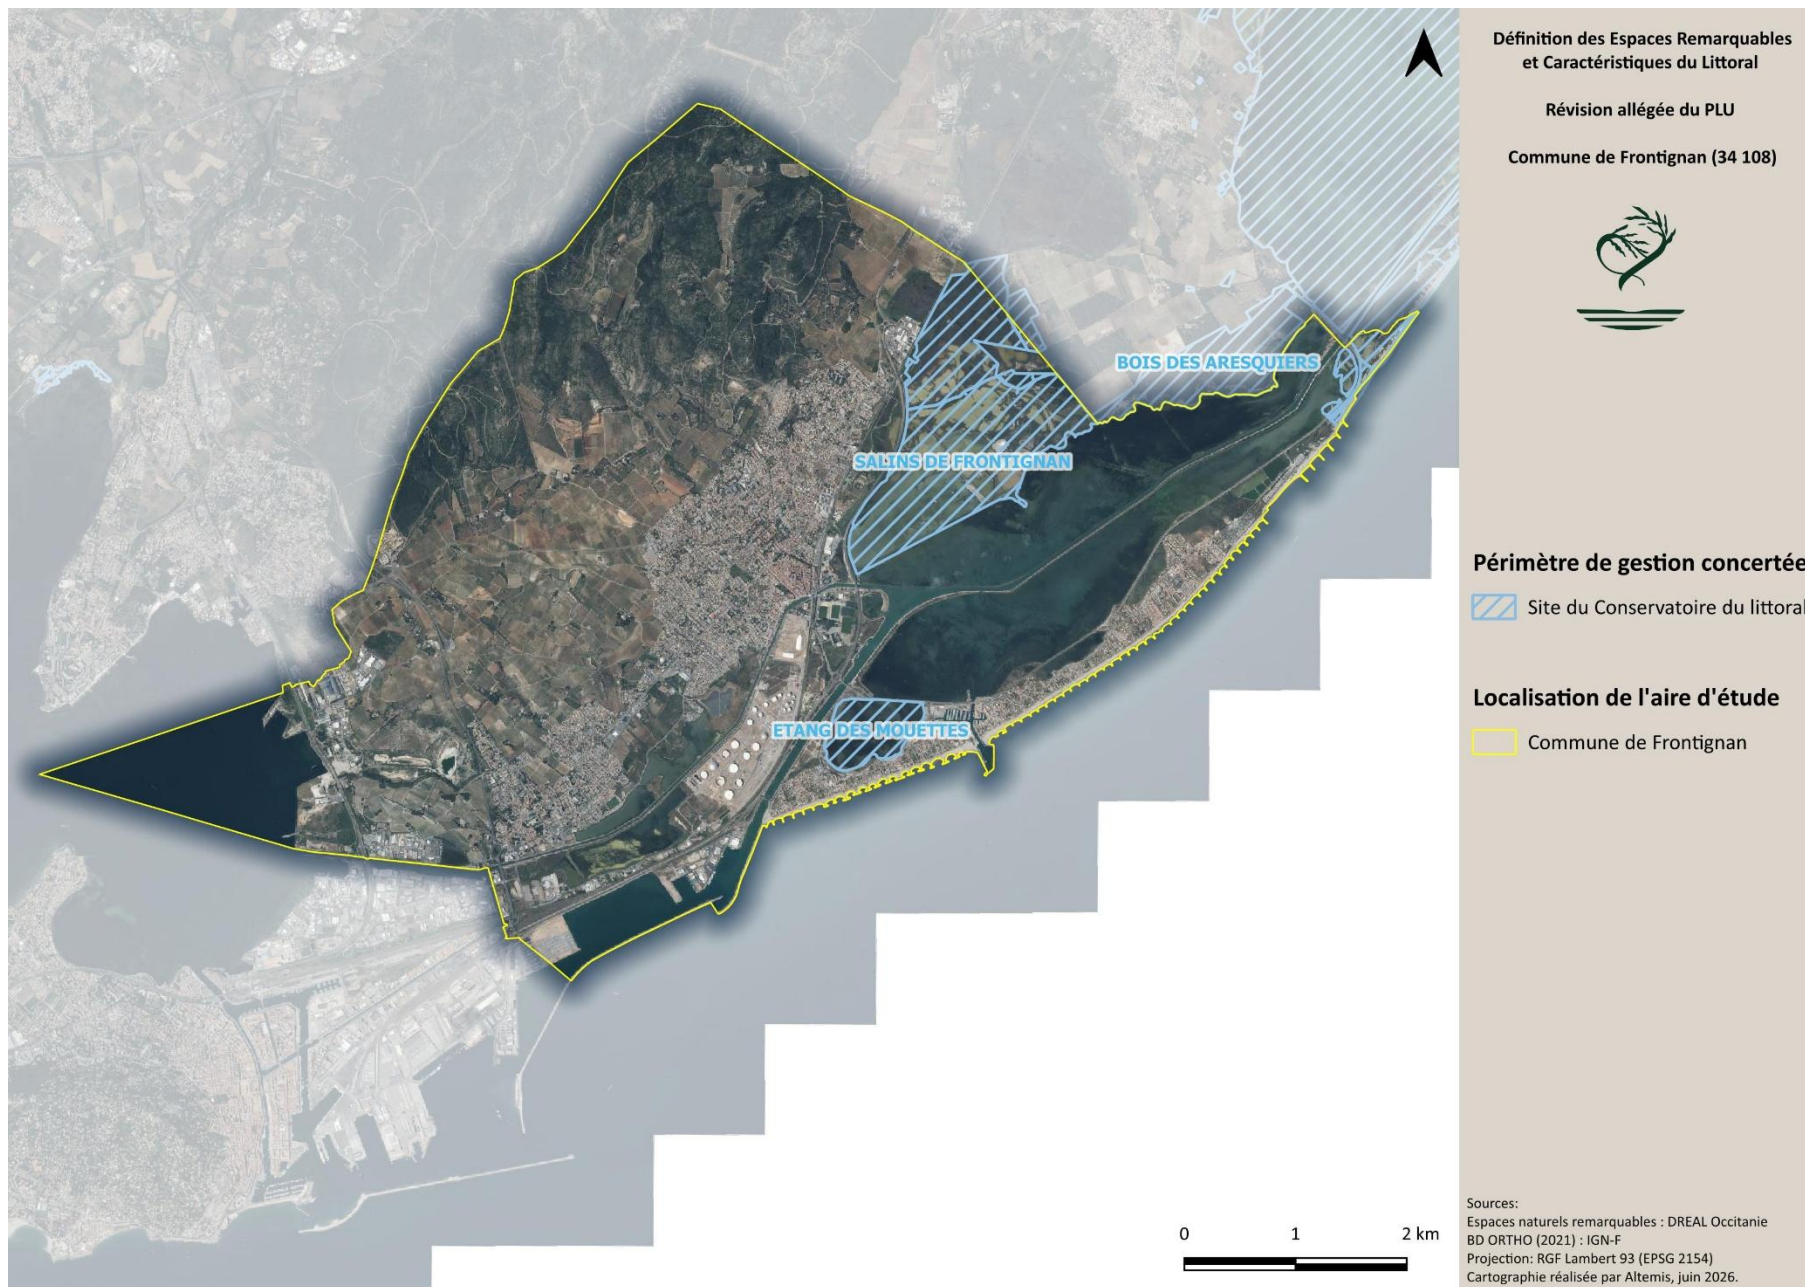 Définition des Espaces Remarquables
et Caractéristiques du Littoral
Révision allégée du PLU
Commune de Frontignan (34 108)
BOIS DES ARESQUIERS
SALINS DE FRONTIGNAN
ETANG DES MOUETTES
Périmètre de gestion concertée
Site du Conservatoire du littoral
Localisation de l'aire d'étude
Commune de Frontignan
0 1 2 km
Sources:
Espaces naturels remarquables : DREAL Occitanie
BD ORTHO (2021) : IGN-F
Projection: RGF Lambert 93 (EPSG 2154)
Cartographie réalisée par Altemis, juin 2026.